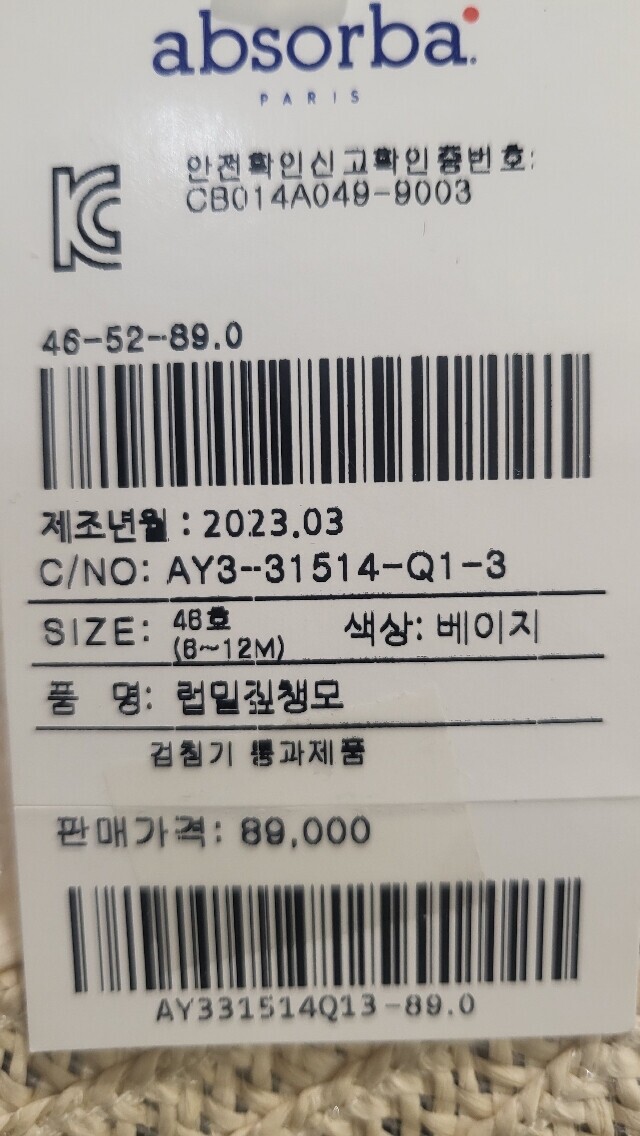 absorba.
PARIS
안전확인신고확인증번호:
CB014A049-9003
46-52-89.0
제조년월 : 2023.03
C/NO: AY3-31514-Q1-3
SIZE: 46호 색상: 베이지
(6~12M)
품 명: 럽밀짚챙모
검침기 통과제품
판매가격: 89,000
AY331514Q13-89.0